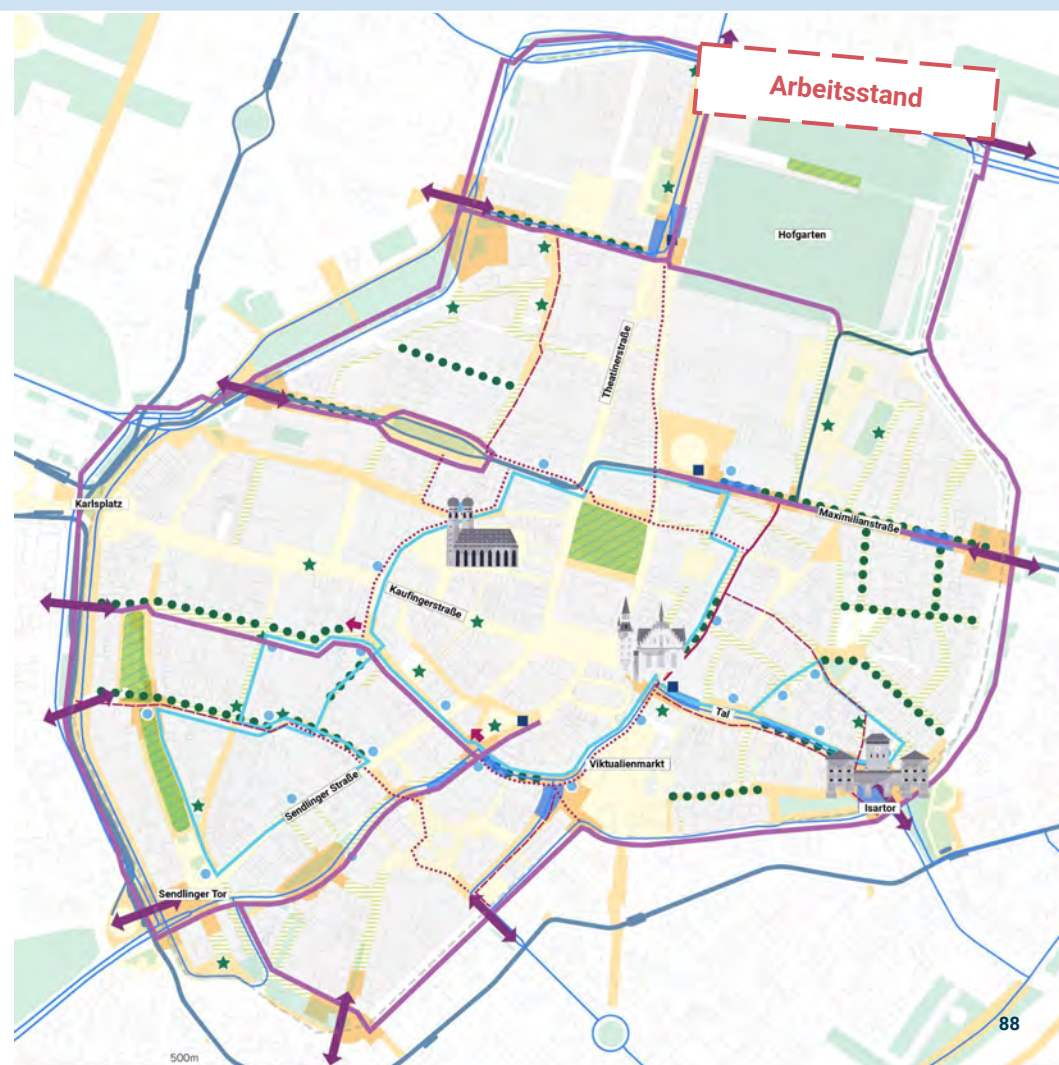 Arbeitsstand
Hofgarten
Theatinerstraße
Karlsplatz
Maximilianstraße
Kaufingerstraße
Tal
Viktualienmarkt
Sendlinger Straße
Isartor
Sendlinger Tor
88
500m